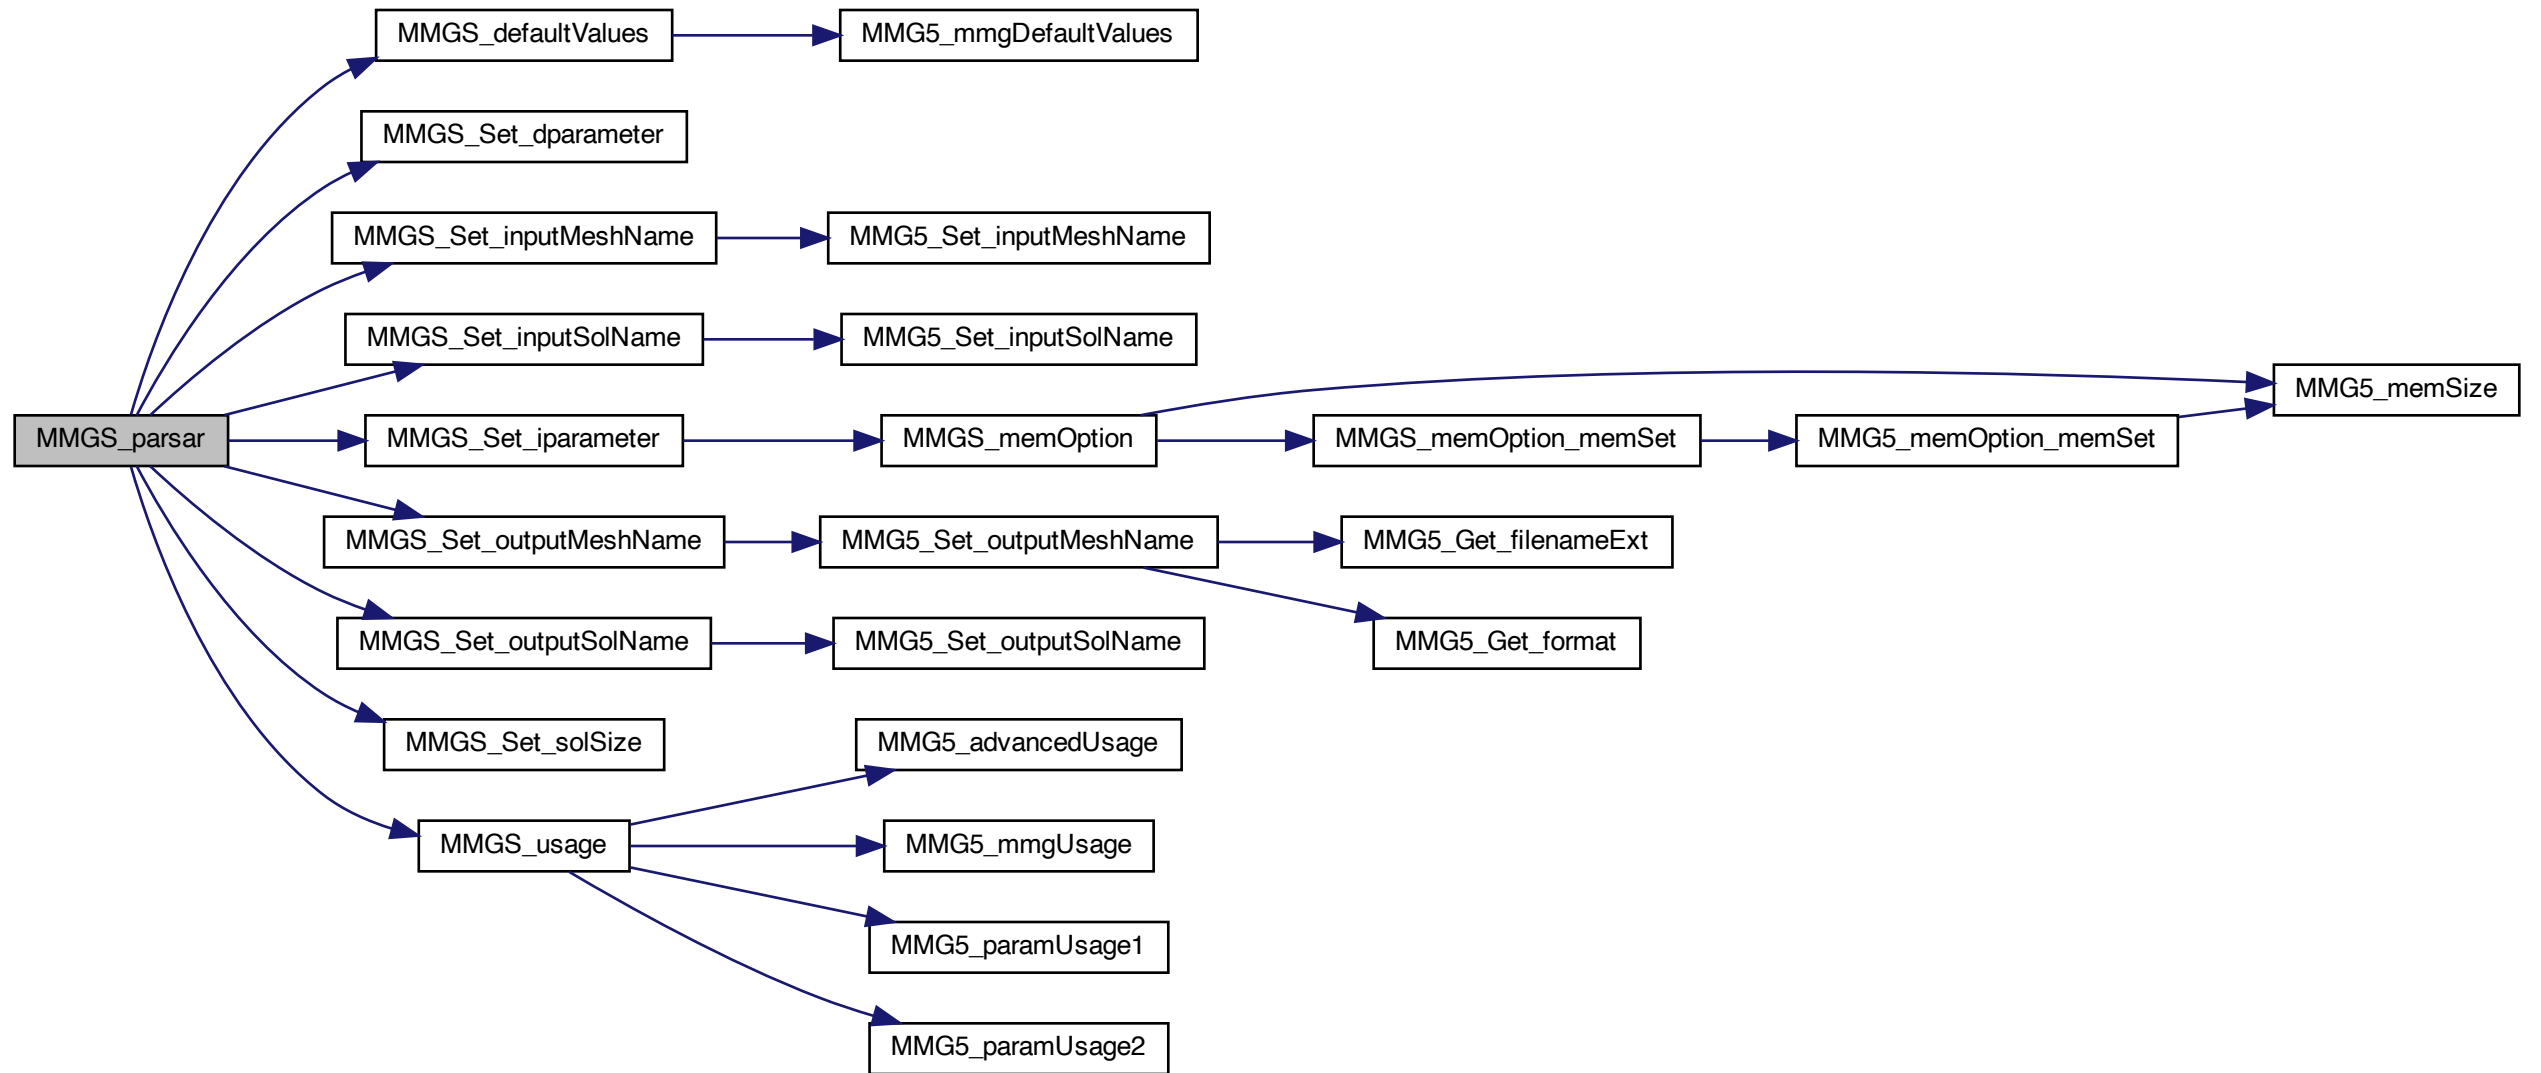 MMGS_defaultValues
MMG5_mmgDefaultValues
MMGS_Set_dparameter
MMGS_Set_inputMeshName
MMG5_Set_inputMeshName
MMGS_Set_inputSolName
MMG5_Set_inputSolName
MMG5_memSize
MMGS_parsar
MMGS_Set_iparameter
MMGS_memOption
MMGS_memOption_memSet
MMG5_memOption_memSet
MMGS_Set_outputMeshName
MMG5_Set_outputMeshName
MMG5_Get_filenameExt
MMGS_Set_outputSolName
MMG5_Set_outputSolName
MMG5_Get_format
MMGS_Set_solSize
MMG5_advancedUsage
MMGS_usage
MMG5_mmgUsage
MMG5_paramUsage1
MMG5_paramUsage2